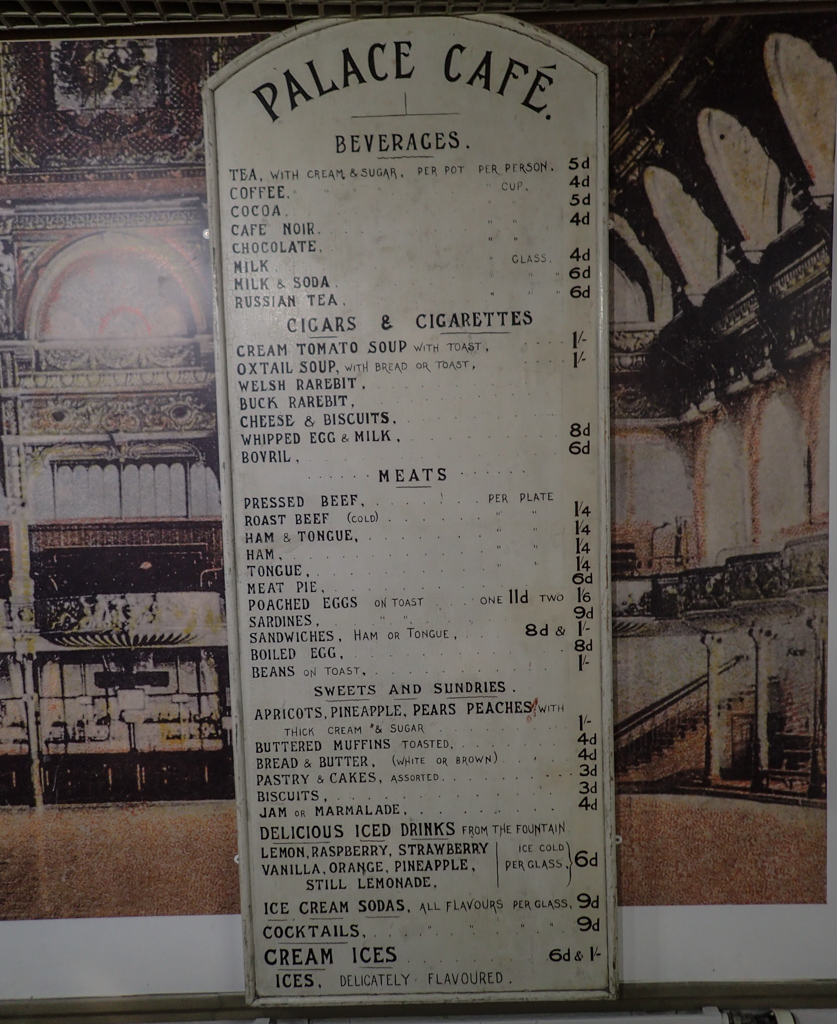 PALACE CAFÉ.
BEVERAGES.
TEA, WITH CREAM & SUGAR, PER POT PER PERSON. 5d
COFFEE. " " " CUP. 4d
COCOA. " " 5d
CAFÉ NOIR. " " 4d
CHOCOLATE. " "
MILK " GLASS. 4d
MILK & SODA. " " 6d
RUSSIAN TEA. " " 6d
CIGARS & CIGARETTES
CREAM TOMATO SOUP WITH TOAST, 1/-
OXTAIL SOUP, WITH BREAD OR TOAST, 1/-
WELSH RAREBIT,
BUCK RAREBIT,
CHEESE & BISCUITS.
WHIPPED EGG & MILK, 8d
BOVRIL, 6d
MEATS
PRESSED BEEF, PER PLATE
ROAST BEEF (COLD) " " 1/4
HAM & TONGUE, " " 1/4
HAM, " " 1/4
TONGUE, " " 1/4
MEAT PIE, 6d
POACHED EGGS ON TOAST ONE 11d TWO 1/6
SARDINES, " " 9d
SANDWICHES, HAM OR TONGUE, 8d & 1/-
BOILED EGG, 8d
BEANS ON TOAST, 1/-
SWEETS AND SUNDRIES.
APRICOTS, PINEAPPLE, PEARS PEACHES, WITH
THICK CREAM & SUGAR 1/-
BUTTERED MUFFINS TOASTED, 4d
BREAD & BUTTER, (WHITE OR BROWN) 4d
PASTRY & CAKES, ASSORTED. 3d
BISCUITS, 3d
JAM OR MARMALADE, 4d
DELICIOUS ICED DRINKS FROM THE FOUNTAIN
LEMON, RASPBERRY, STRAWBERRY ICE COLD
VANILLA, ORANGE, PINEAPPLE, PER GLASS, 6d
STILL LEMONADE,
ICE CREAM SODAS, ALL FLAVOURS PER GLASS, 9d
COCKTAILS, " " " " 9d
CREAM ICES 6d & 1/-
ICES, DELICATELY FLAVOURED.